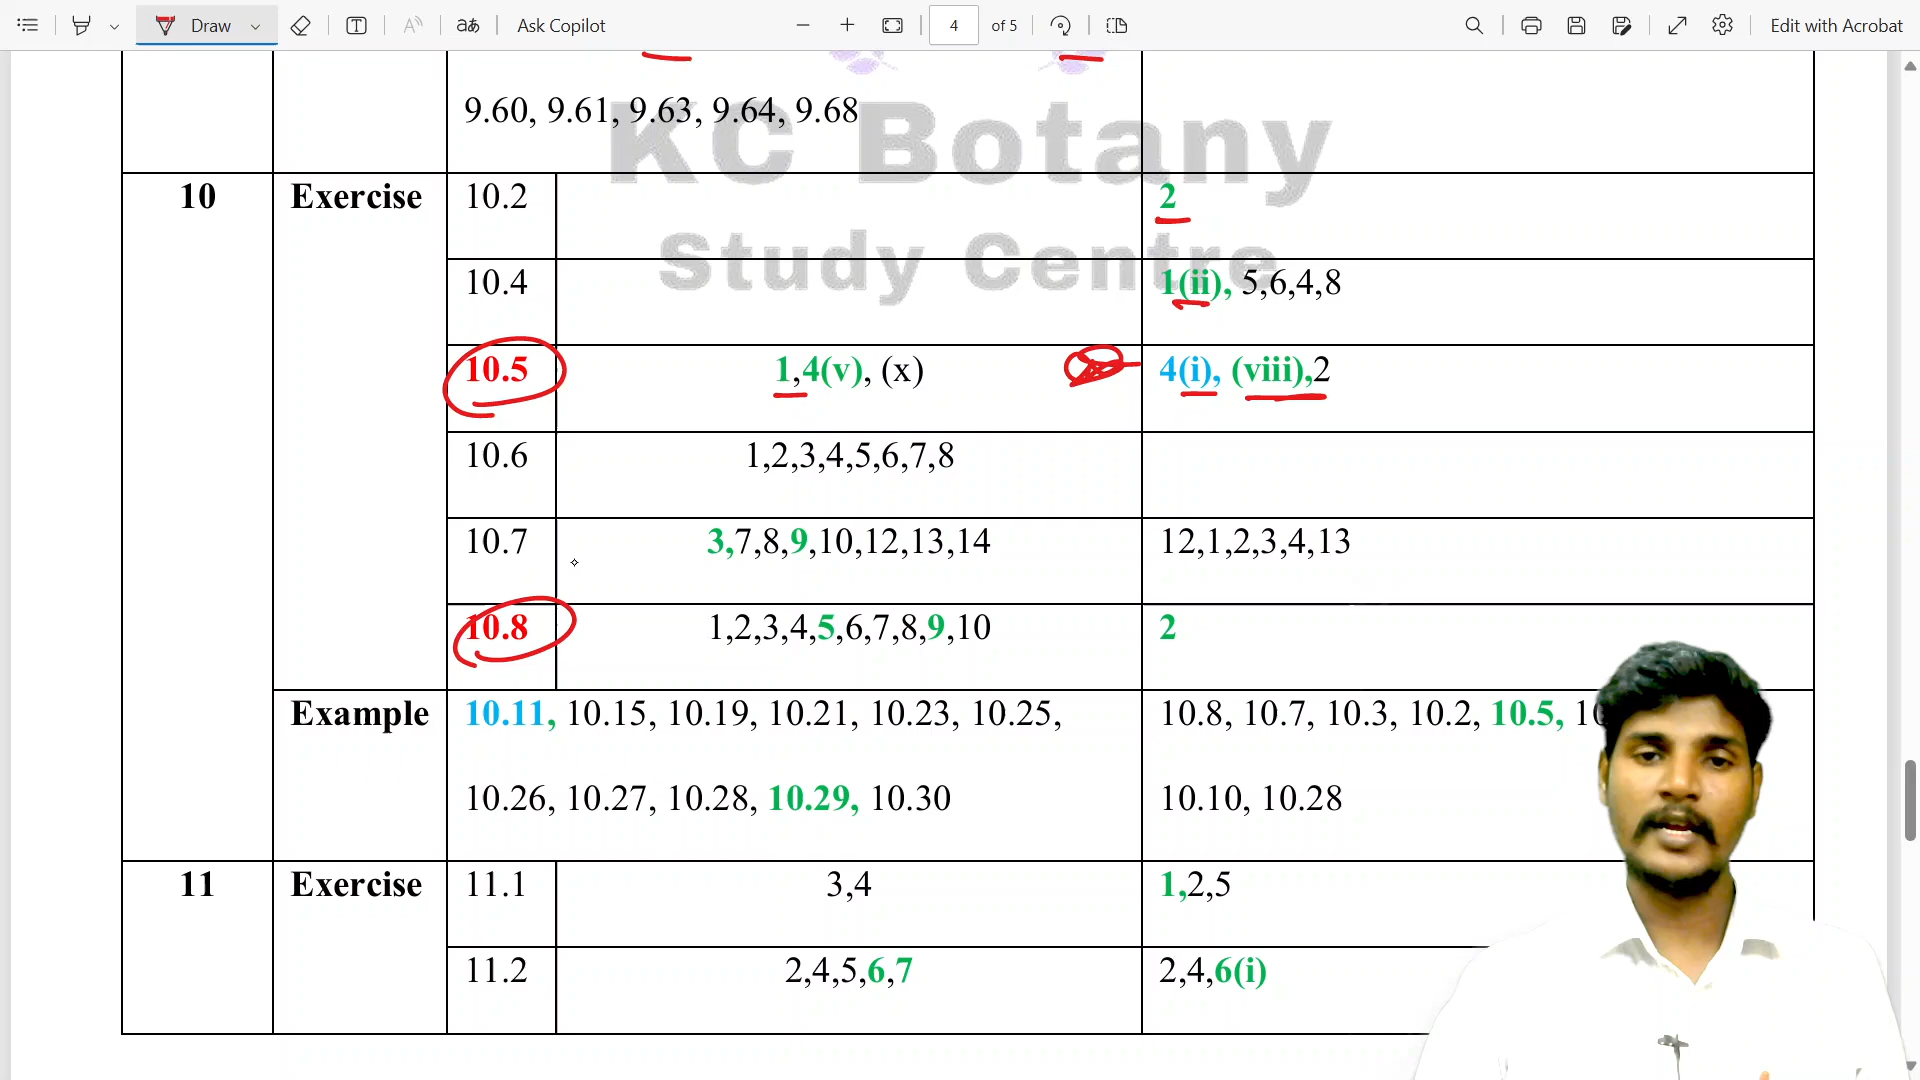 Draw
aあ
Ask Copilot
4
of 5
Edit with Acrobat
9.60, 9.61, 9.63, 9.64, 9.68
KC Botany
Study Centre
10 Exercise 10.2 2
10.4 1(ii), 5,6,4,8
10.5 1,4(v), (x) 4(i), (viii),2
10.6 1,2,3,4,5,6,7,8
10.7 3,7,8,9,10,12,13,14 12,1,2,3,4,13
10.8 1,2,3,4,5,6,7,8,9,10 2
Example 10.11, 10.15, 10.19, 10.21, 10.23, 10.25, 10.8, 10.7, 10.3, 10.2, 10.5,
10.26, 10.27, 10.28, 10.29, 10.30 10.10, 10.28
11 Exercise 11.1 3,4 1,2,5
11.2 2,4,5,6,7 2,4,6(i)